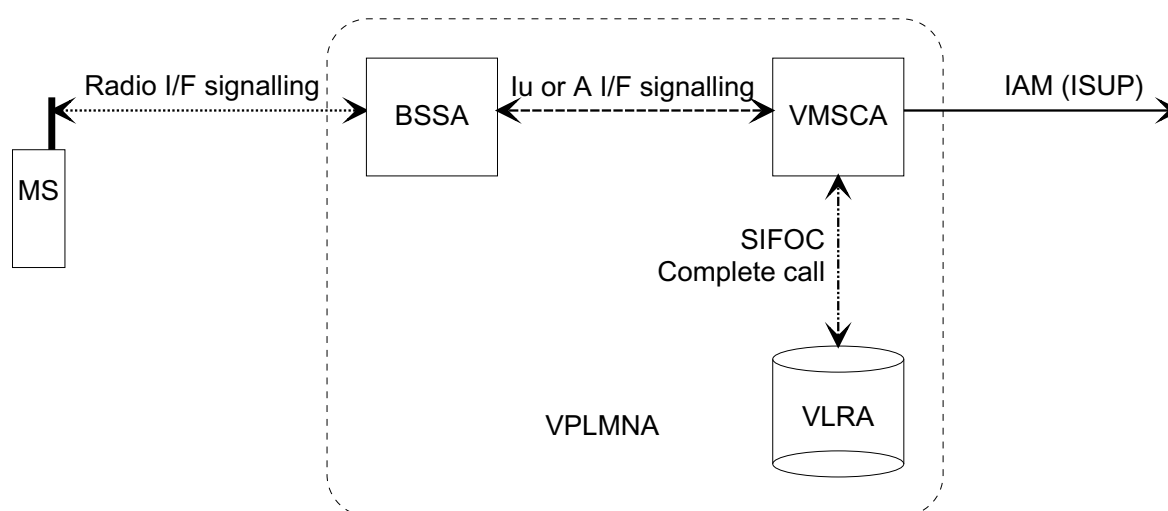 Radio I/F signalling
Iu or A I/F signalling
IAM (ISUP)
BSSA
VMSCA
MS
SIFOC
Complete call
VPLMNA
VLRA